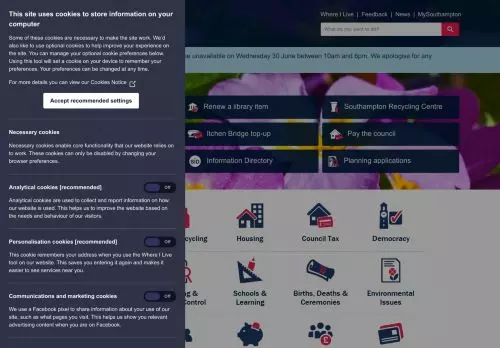 This site uses cookies to store information on your
computer
Some of these cookies are necessary to make the site work. We'd
also like to use optional cookies to help improve your experience on
the site. You can manage your optional cookie preferences below.
Using this tool will set a cookie on your device to remember your
preferences. Your preferences can be changed at any time.
For more details you can view our Cookies Notice
Accept recommended settings
Necessary cookies
Necessary cookies enable core functionality that our website relies on
to work. These cookies can only be disabled by changing your
browser preferences.
Analytical cookies [recommended]
Off
Analytical cookies are used to collect and report information on how
our website is used. This helps us to improve the website based on
the needs and behaviour of our visitors.
Personalisation cookies [recommended]
Off
This cookie remembers your address when you use the Where I Live
tool on our website. This saves you entering it again and makes it
easier to see services near you.
Communications and marketing cookies
Off
We use a Facebook pixel to share information about your use of our
site, such as what pages you visit. This helps us show you relevant
advertising content when you are on Facebook.
Where I Live | Feedback | News | MySouthampton
What do you want to do?
be unavailable on Wednesday 30 June between 10am and 6pm. We apologise for any
Renew a library item
Southampton Recycling Centre
Itchen Bridge top-up
Pay the council
Information Directory
Planning applications
cycling
Housing
Council Tax
Democracy
g &
Control
Schools &
Learning
Births, Deaths &
Ceremonies
Environmental
Issues